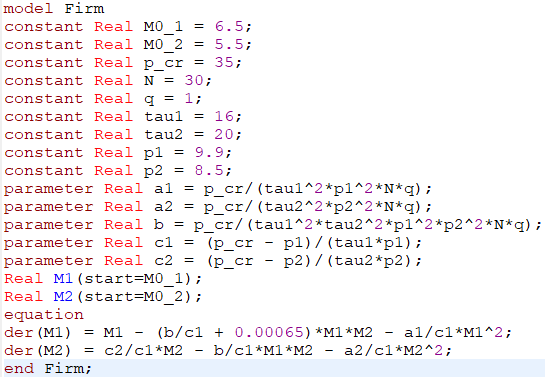 model Firm
constant Real M0_1 = 6.5;
constant Real M0_2 = 5.5;
constant Real p_cr = 35;
constant Real N = 30;
constant Real q = 1;
constant Real tau1 = 16;
constant Real tau2 = 20;
constant Real p1 = 9.9;
constant Real p2 = 8.5;
parameter Real a1 = p_cr/(tau1^2*p1^2*N*q);
parameter Real a2 = p_cr/(tau2^2*p2^2*N*q);
parameter Real b = p_cr/(tau1^2*tau2^2*p1^2*p2^2*N*q);
parameter Real c1 = (p_cr - p1)/(tau1*p1);
parameter Real c2 = (p_cr - p2)/(tau2*p2);
Real M1(start=M0_1);
Real M2(start=M0_2);
equation
der(M1) = M1 - (b/c1 + 0.00065)*M1*M2 - a1/c1*M1^2;
der(M2) = c2/c1*M2 - b/c1*M1*M2 - a2/c1*M2^2;
end Firm;